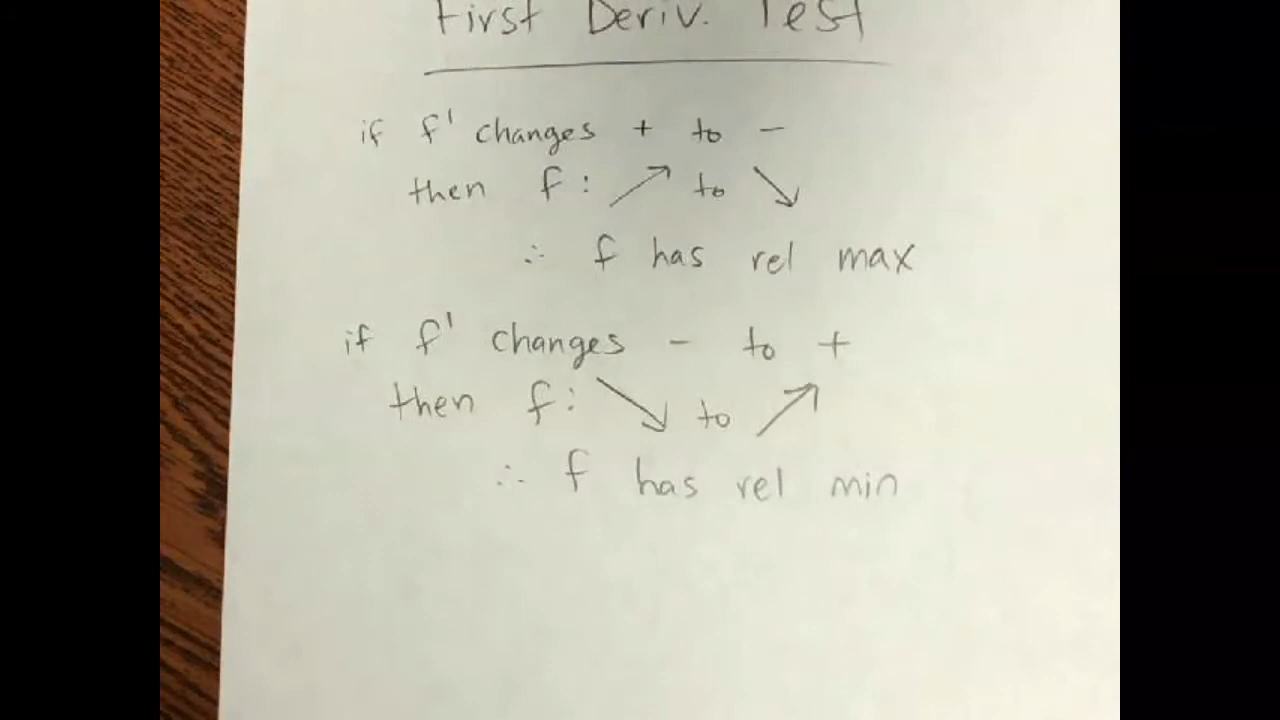 First Deriv. Test
if f' changes + to -
then f: ↗ to ↘
∴ f has rel max
if f' changes - to +
then f: ↘ to ↗
∴ f has rel min